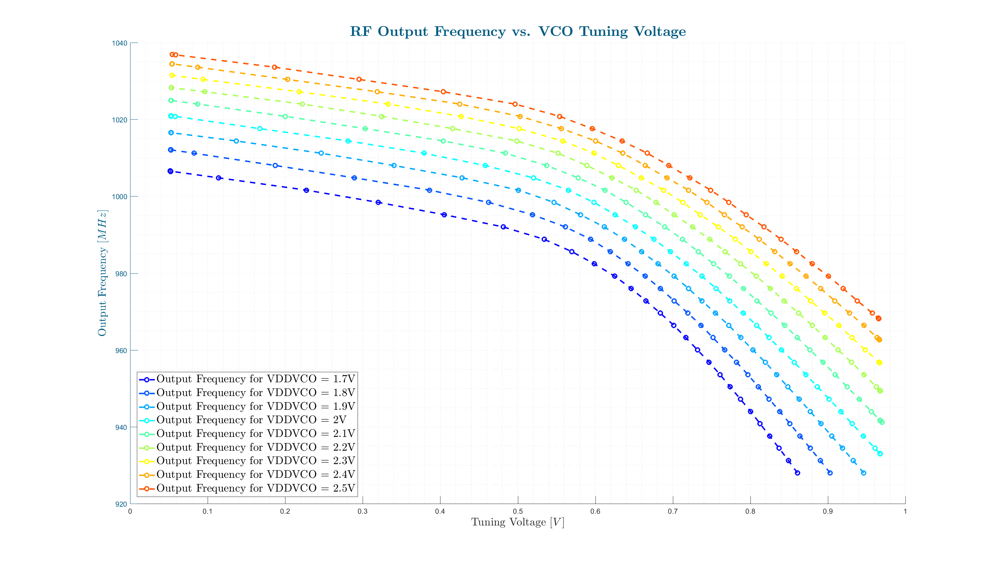 RF Output Frequency vs. VCO Tuning Voltage
Output Frequency [MHz]
1040
1020
1000
980
960
940
920
Output Frequency for VDDVCO = 1.7V
Output Frequency for VDDVCO = 1.8V
Output Frequency for VDDVCO = 1.9V
Output Frequency for VDDVCO = 2V
Output Frequency for VDDVCO = 2.1V
Output Frequency for VDDVCO = 2.2V
Output Frequency for VDDVCO = 2.3V
Output Frequency for VDDVCO = 2.4V
Output Frequency for VDDVCO = 2.5V
0 0.1 0.2 0.3 0.4 0.5 0.6 0.7 0.8 0.9 1
Tuning Voltage [V]